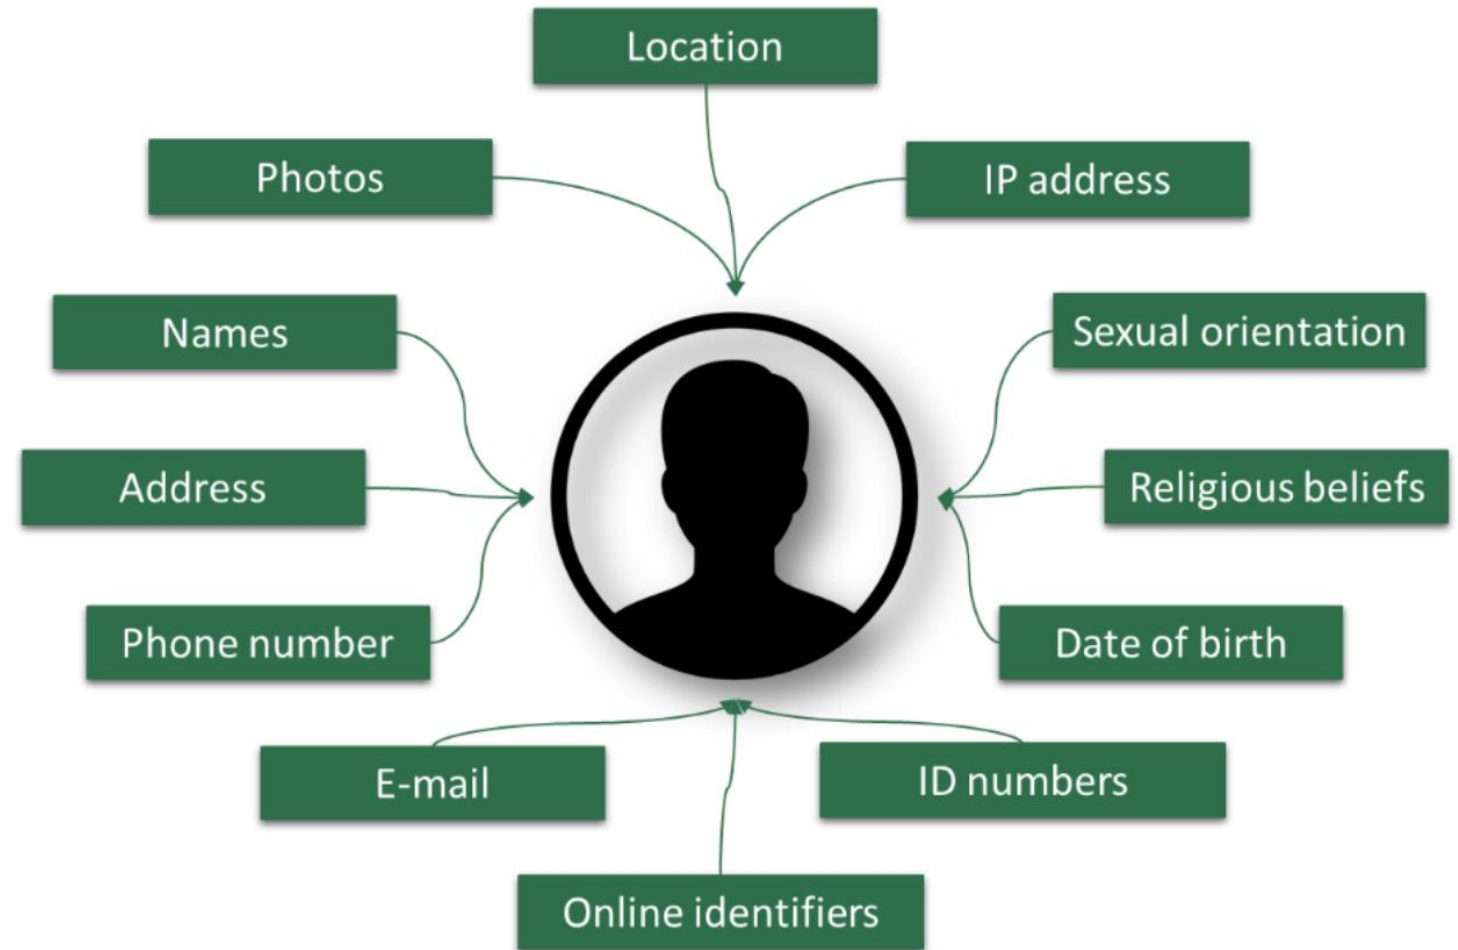 Location
Photos
IP address
Names
Sexual orientation
Address
Religious beliefs
Phone number
Date of birth
E-mail
ID numbers
Online identifiers